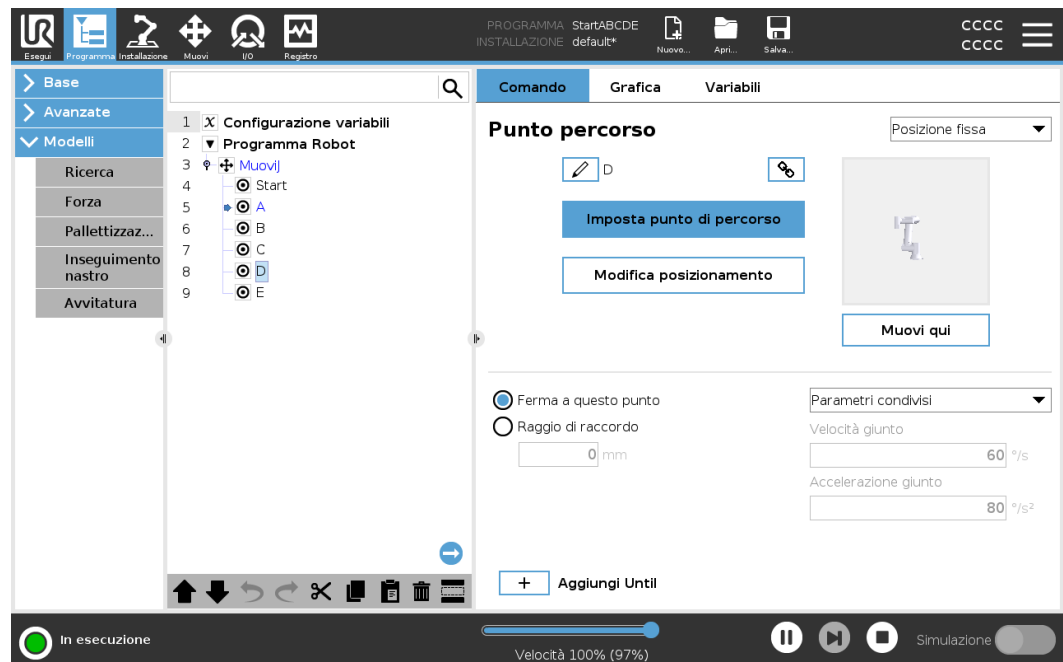 UR
PROGRAMMA StartABCDE
INSTALLAZIONE default*
Esegui Programma Installazione Muovi I/O Registro
Nuovo... Apri... Salva...
CCCC
CCCC
Base
Avanzate
Modelli
Ricerca
Forza
Pallettizzaz...
Inseguimento
nastro
Avvitatura
1 X Configurazione variabili
2 Programma Robot
3 MuoviJ
4 Start
5 A
6 B
7 C
8 D
9 E
Comando Grafica Variabili
Punto percorso
Posizione fissa
D
Imposta punto di percorso
Modifica posizionamento
Muovi qui
Ferma a questo punto
Raggio di raccordo
0 mm
Parametri condivisi
Velocità giunto
60 °/s
Accelerazione giunto
80 °/s²
+ Aggiungi Until
In esecuzione
Velocità 100% (97%)
Simulazione